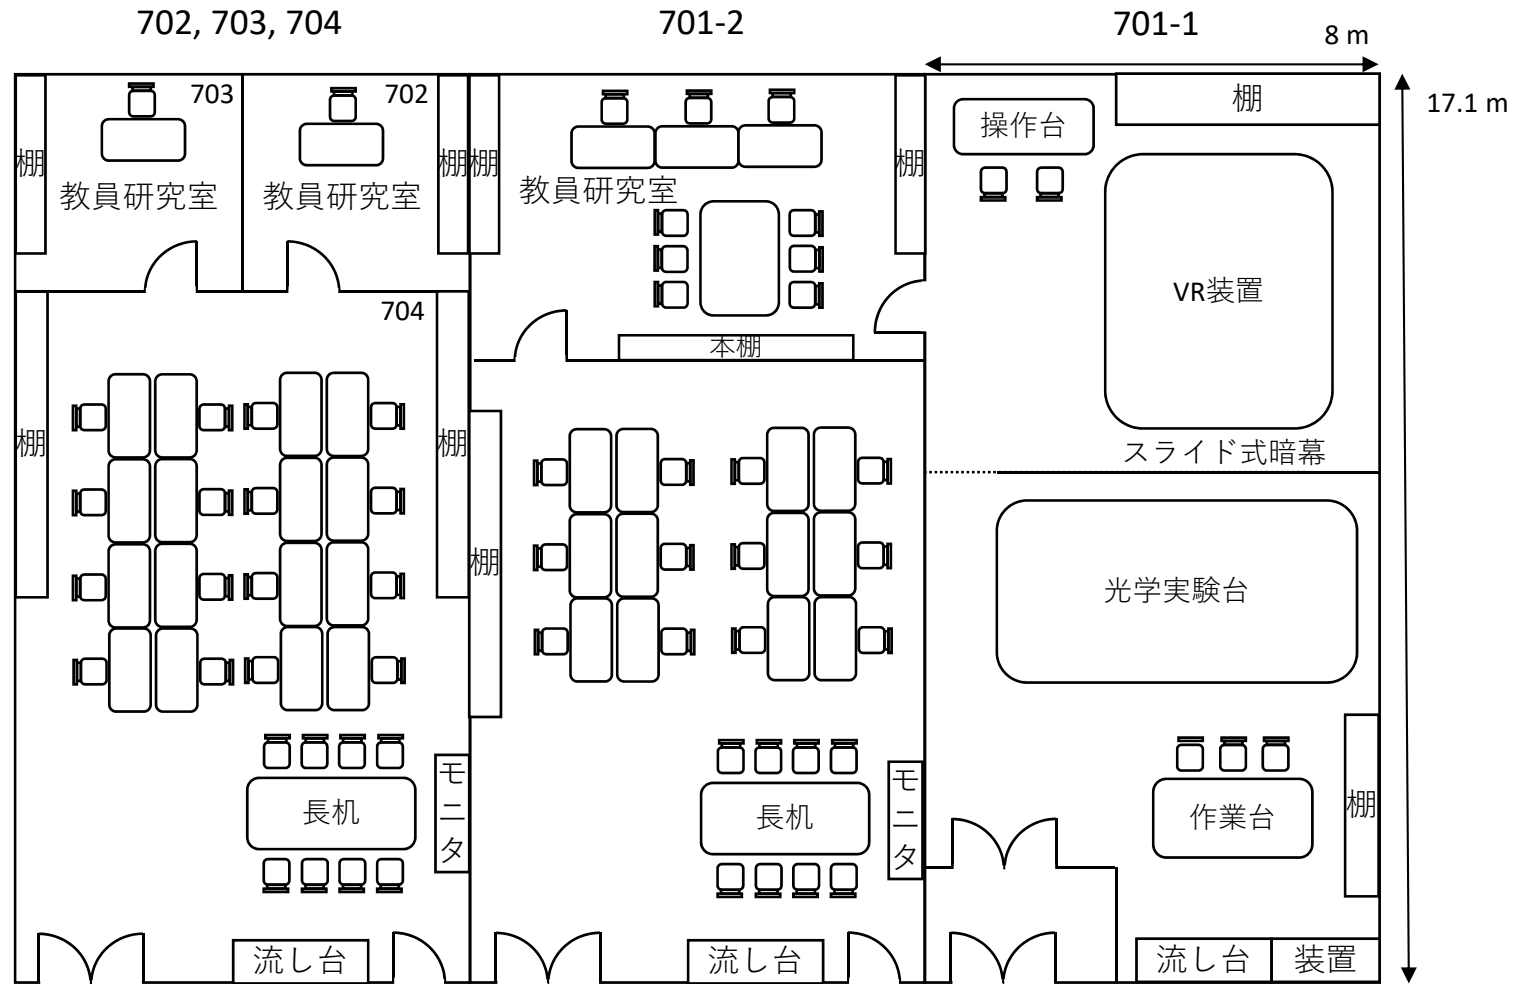 702, 703, 704
701-2
701-1
8 m
17.1 m
703
702
棚
棚
棚
棚
棚
操作台
教員研究室
教員研究室
教員研究室
VR装置
704
本棚
棚
棚
スライド式暗幕
棚
光学実験台
モニタ
モニタ
長机
長机
作業台
棚
流し台
流し台
流し台
装置